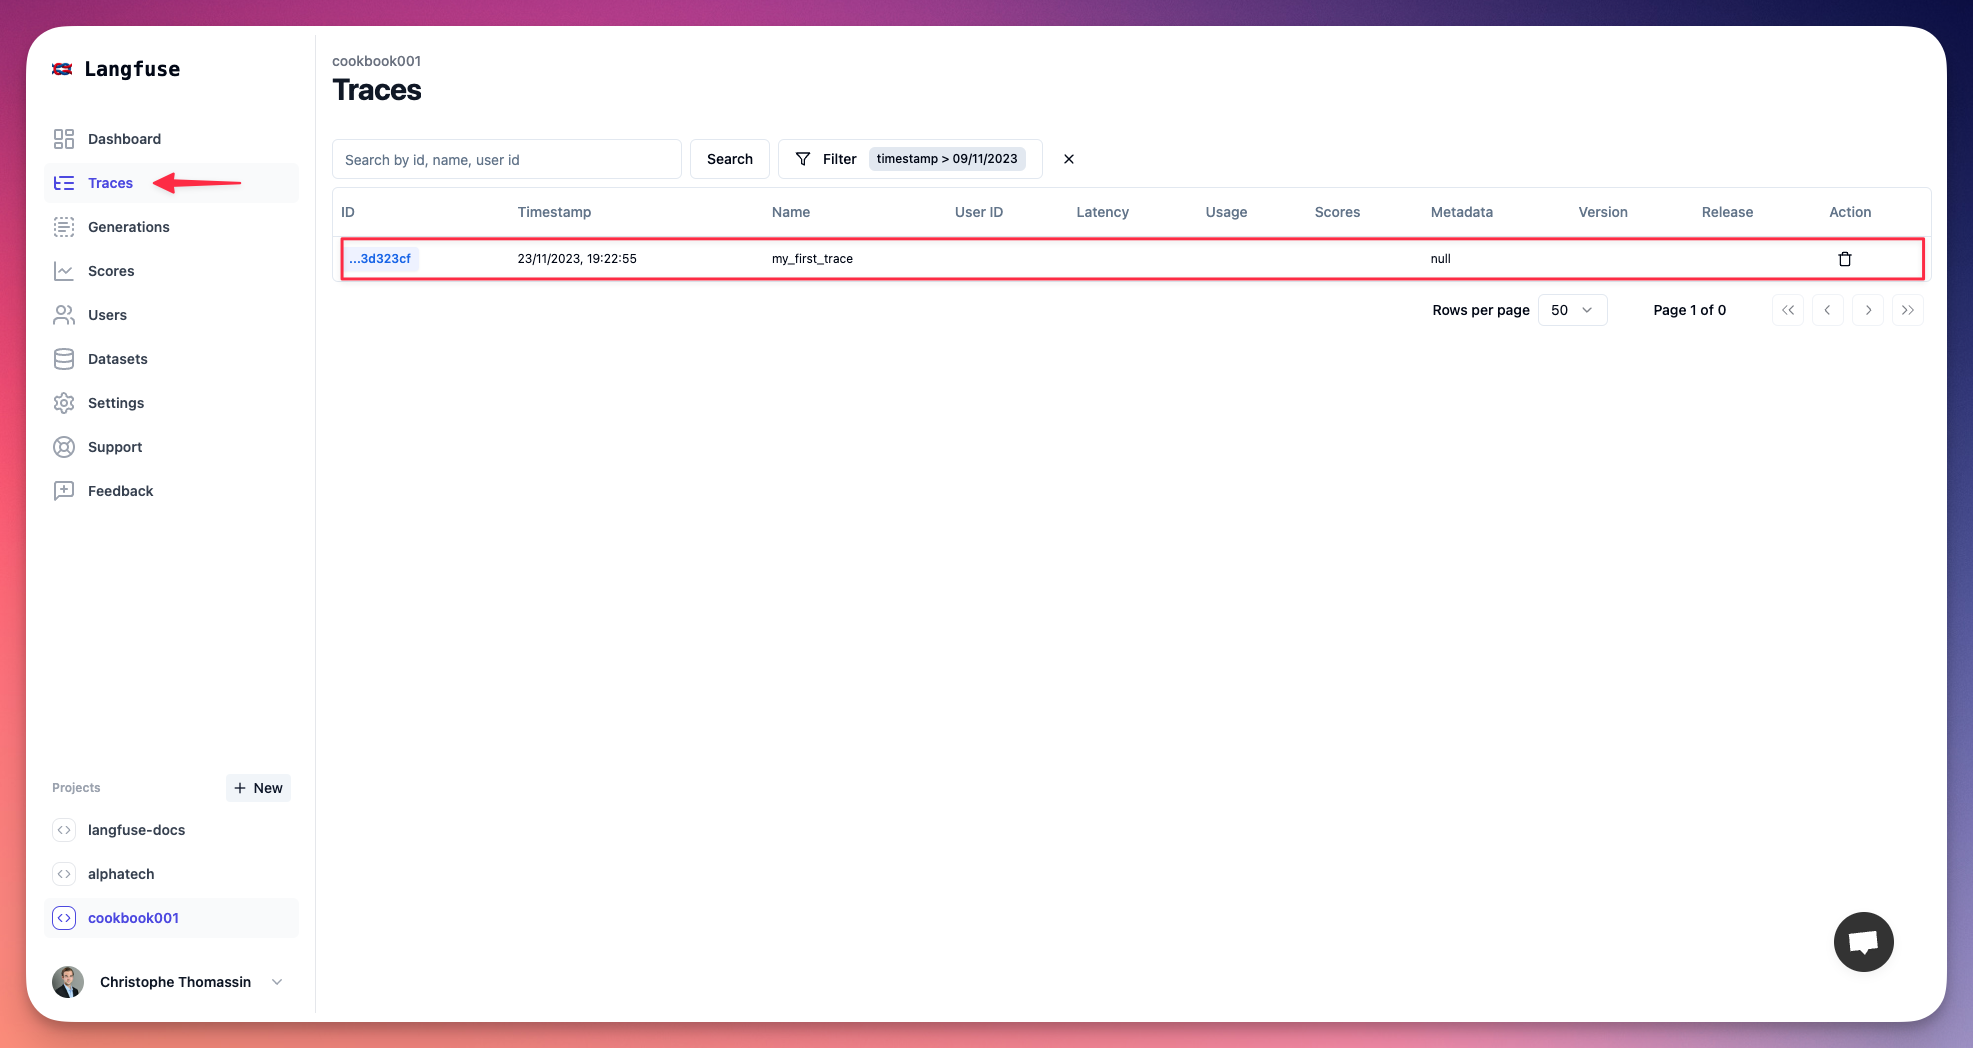 Langfuse
Dashboard
Traces
Generations
Scores
Users
Datasets
Settings
Support
Feedback
Projects
New
langfuse-docs
alphatech
cookbook001
Christophe Thomassin
cookbook001
Traces
Search by id, name, user id
Search
Filter
timestamp > 09/11/2023
ID Timestamp Name User ID Latency Usage Scores Metadata Version Release Action
...3d323cf 23/11/2023, 19:22:55 my_first_trace null
Rows per page 50 Page 1 of 0